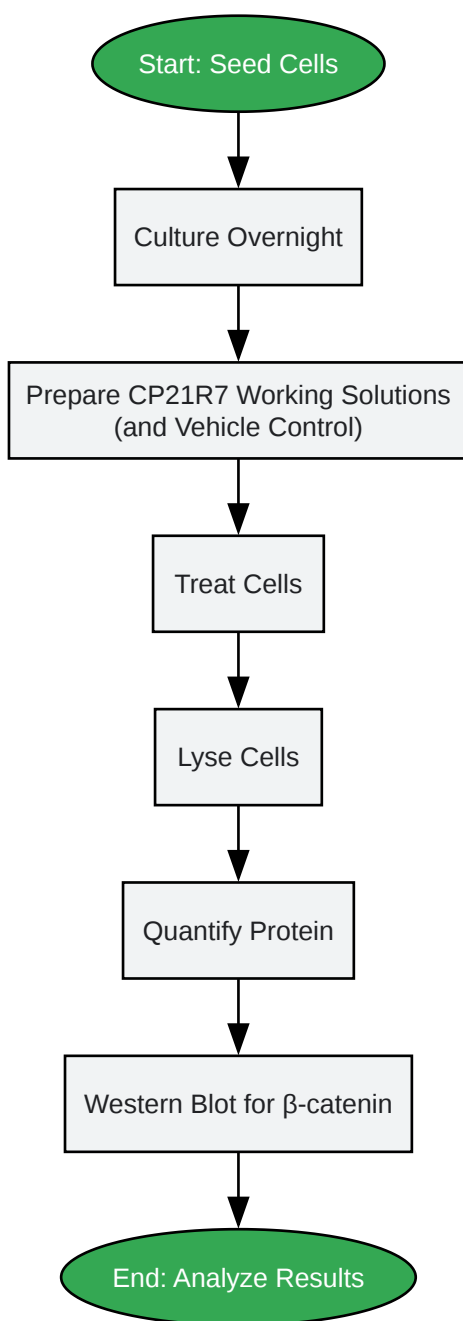 Start: Seed Cells
Culture Overnight
Prepare CP21R7 Working Solutions
(and Vehicle Control)
Treat Cells
Lyse Cells
Quantify Protein
Western Blot for β-catenin
End: Analyze Results